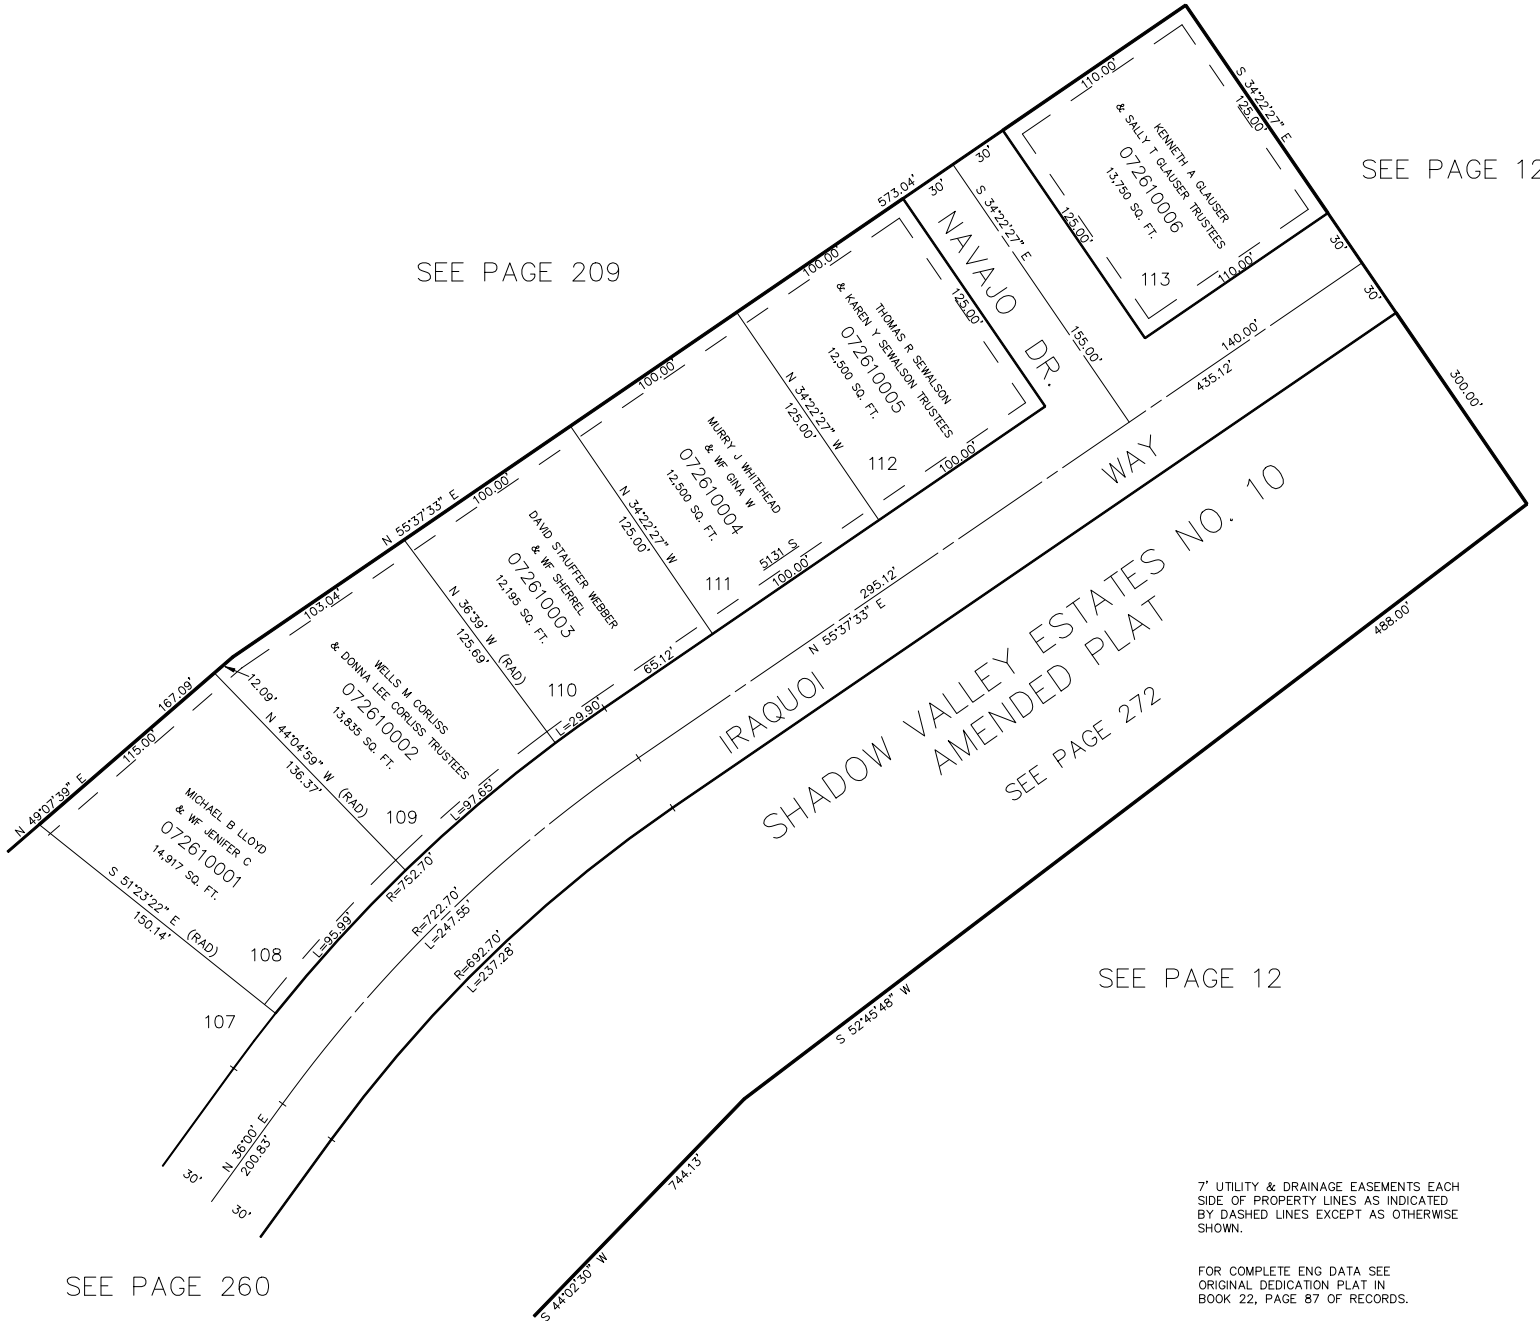 110.00'
S 34°22'27" E
125.00'
KENNETH A GLAUSER
& SALLY T GLAUSER TRUSTEES
072610006
13,750 SQ. FT.
125.00'
110.00'
113
SEE PAGE 12
30'
30'
573.04'
30'
30'
S 34°22'27" E
155.00'
NAVAJO DR.
SEE PAGE 209
100.00'
THOMAS R SEWALSON
& KAREN Y SEWALSON TRUSTEES
072610005
12,500 SQ. FT.
125.00'
N 34°22'27" W
125.00'
112
100.00'
140.00'
435.12'
300.00'
100.00'
MURRY J WHITEHEAD
& WF GINA W
072610004
12,500 SQ. FT.
N 34°22'27" W
125.00'
111
5131 S
100.00'
N 55°37'33" E
100.00'
DAVID STAUFFER WEBBER
& WF SHERREL
072610003
12,195 SQ. FT.
N 36°39' W (RAD)
125.69'
110
65.12'
L=29.90'
103.04'
WELLS M CORLISS
& DONNA LEE CORLISS TRUSTEES
072610002
13,835 SQ. FT.
12.09'
N 44°04'59" W (RAD)
136.37'
109
L=97.65'
167.09'
115.00'
N 49°07'39" E
MICHAEL B LLOYD
& WF JENIFER C
072610001
14,917 SQ. FT.
S 51°23'22" E (RAD)
150.14'
108
L=95.99'
R=752.70'
107
295.12'
N 55°37'33" E
IRAQUOI WAY
R=722.70'
L=247.55'
R=692.70'
L=237.28'
N 36°00' E
200.83'
30'
30'
SHADOW VALLEY ESTATES NO. 10
AMENDED PLAT
SEE PAGE 272
488.00'
S 52°45'48" W
SEE PAGE 12
744.13'
S 44°02'30" W
SEE PAGE 260
7' UTILITY & DRAINAGE EASEMENTS EACH
SIDE OF PROPERTY LINES AS INDICATED
BY DASHED LINES EXCEPT AS OTHERWISE
SHOWN.
FOR COMPLETE ENG DATA SEE
ORIGINAL DEDICATION PLAT IN
BOOK 22, PAGE 87 OF RECORDS.